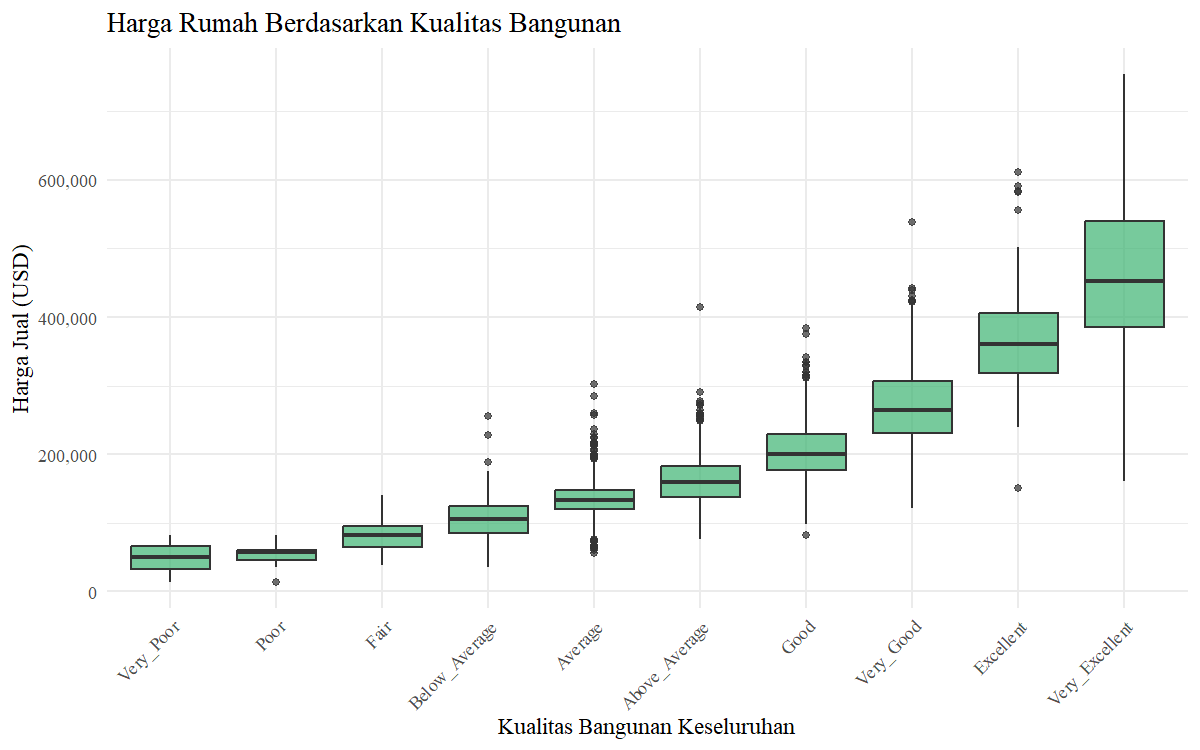 Harga Rumah Berdasarkan Kualitas Bangunan
Harga Jual (USD)
600,000
400,000
200,000
0
Very_Poor
Poor
Fair
Below_Average
Average
Above_Average
Good
Very_Good
Excellent
Very_Excellent
Kualitas Bangunan Keseluruhan